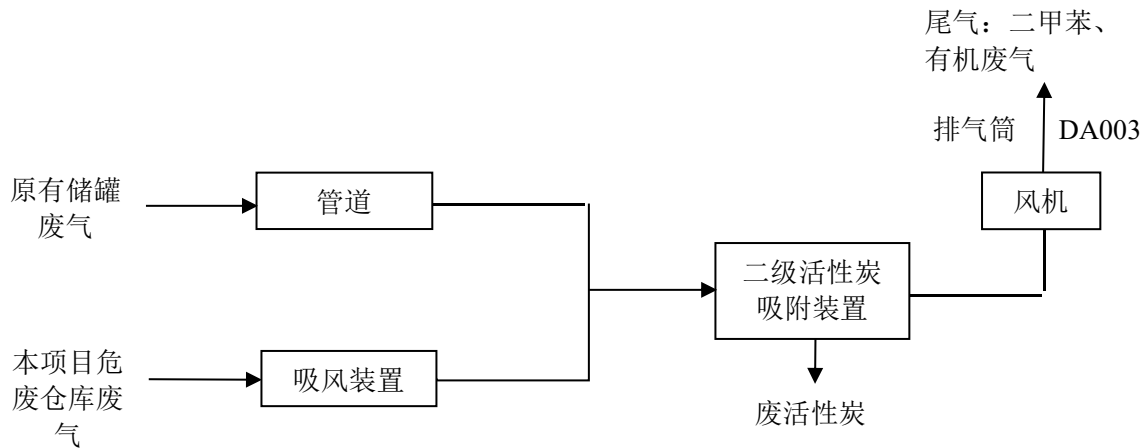 尾气：二甲苯、
有机废气
排气筒 DA003
原有储罐
废气
管道
风机
二级活性炭
吸附装置
本项目危
废仓库废
气
吸风装置
废活性炭